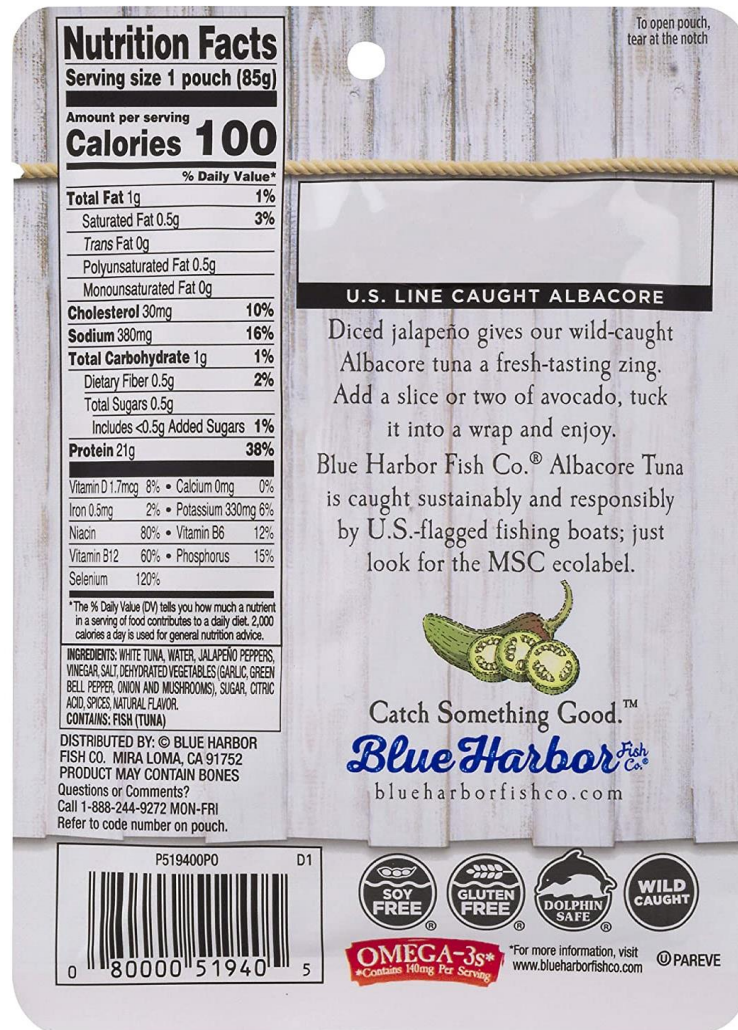 Nutrition Facts
Serving size 1 pouch (85g)
Amount per serving
Calories 100
% Daily Value*
Total Fat 1g 1%
Saturated Fat 0.5g 3%
Trans Fat 0g
Polyunsaturated Fat 0.5g
Monounsaturated Fat 0g
Cholesterol 30mg 10%
Sodium 380mg 16%
Total Carbohydrate 1g 1%
Dietary Fiber 0.5g 2%
Total Sugars 0.5g
Includes <0.5g Added Sugars 1%
Protein 21g 38%
Vitamin D 1.7mcg 8% • Calcium 0mg 0%
Iron 0.5mg 2% • Potassium 330mg 6%
Niacin 80% • Vitamin B6 12%
Vitamin B12 60% • Phosphorus 15%
Selenium 120%
*The % Daily Value (DV) tells you how much a nutrient
in a serving of food contributes to a daily diet. 2,000
calories a day is used for general nutrition advice.
INGREDIENTS: WHITE TUNA, WATER, JALAPEÑO PEPPERS,
VINEGAR, SALT, DEHYDRATED VEGETABLES (GARLIC, GREEN
BELL PEPPER, ONION AND MUSHROOMS), SUGAR, CITRIC
ACID, SPICES, NATURAL FLAVOR.
CONTAINS: FISH (TUNA)
DISTRIBUTED BY: © BLUE HARBOR
FISH CO. MIRA LOMA, CA 91752
PRODUCT MAY CONTAIN BONES
Questions or Comments?
Call 1-888-244-9272 MON-FRI
Refer to code number on pouch.
To open pouch,
tear at the notch
U.S. LINE CAUGHT ALBACORE
Diced jalapeño gives our wild-caught
Albacore tuna a fresh-tasting zing.
Add a slice or two of avocado, tuck
it into a wrap and enjoy.
Blue Harbor Fish Co.® Albacore Tuna
is caught sustainably and responsibly
by U.S.-flagged fishing boats; just
look for the MSC ecolabel.
Catch Something Good.™
Blue Harbor Fish Co.®
blueharborfishco.com
P519400PO D1
0 80000 51940 5
SOY
FREE ®
GLUTEN
FREE ®
DOLPHIN
SAFE ®
WILD
CAUGHT
OMEGA-3s*
*Contains 140mg Per Serving
*For more information, visit
www.blueharborfishco.com
Ⓤ PAREVE